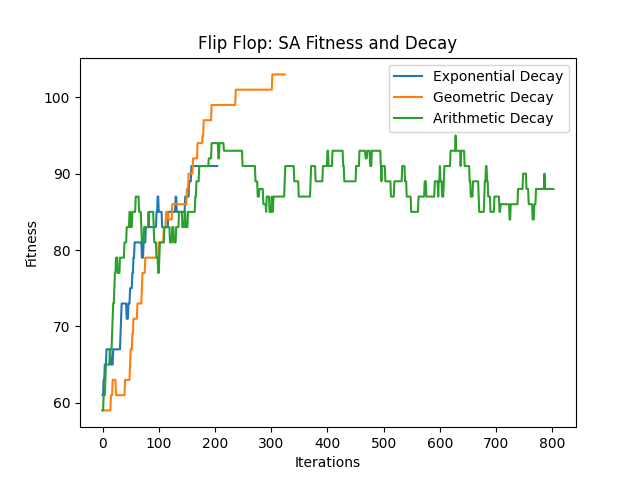 Flip Flop: SA Fitness and Decay
Exponential Decay
Geometric Decay
Arithmetic Decay
100
90
80
70
60
Fitness
0 100 200 300 400 500 600 700 800
Iterations